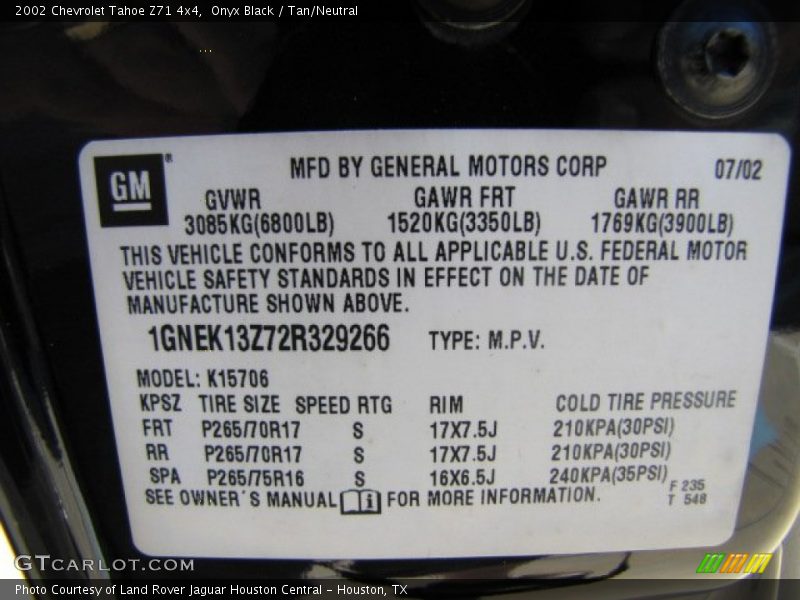 2002 Chevrolet Tahoe Z71 4x4, Onyx Black / Tan/Neutral
GM®
MFD BY GENERAL MOTORS CORP 07/02
GVWR GAWR FRT GAWR RR
3085KG(6800LB) 1520KG(3350LB) 1769KG(3900LB)
THIS VEHICLE CONFORMS TO ALL APPLICABLE U.S. FEDERAL MOTOR
VEHICLE SAFETY STANDARDS IN EFFECT ON THE DATE OF
MANUFACTURE SHOWN ABOVE.
1GNEK13Z72R329266 TYPE: M.P.V.
MODEL: K15706
KPSZ TIRE SIZE SPEED RTG RIM COLD TIRE PRESSURE
FRT P265/70R17 S 17X7.5J 210KPA(30PSI)
RR P265/70R17 S 17X7.5J 210KPA(30PSI)
SPA P265/75R16 S 16X6.5J 240KPA(35PSI)
SEE OWNER'S MANUAL i FOR MORE INFORMATION.
F 235
T 548
GTCARLOT.COM
Photo Courtesy of Land Rover Jaguar Houston Central - Houston, TX